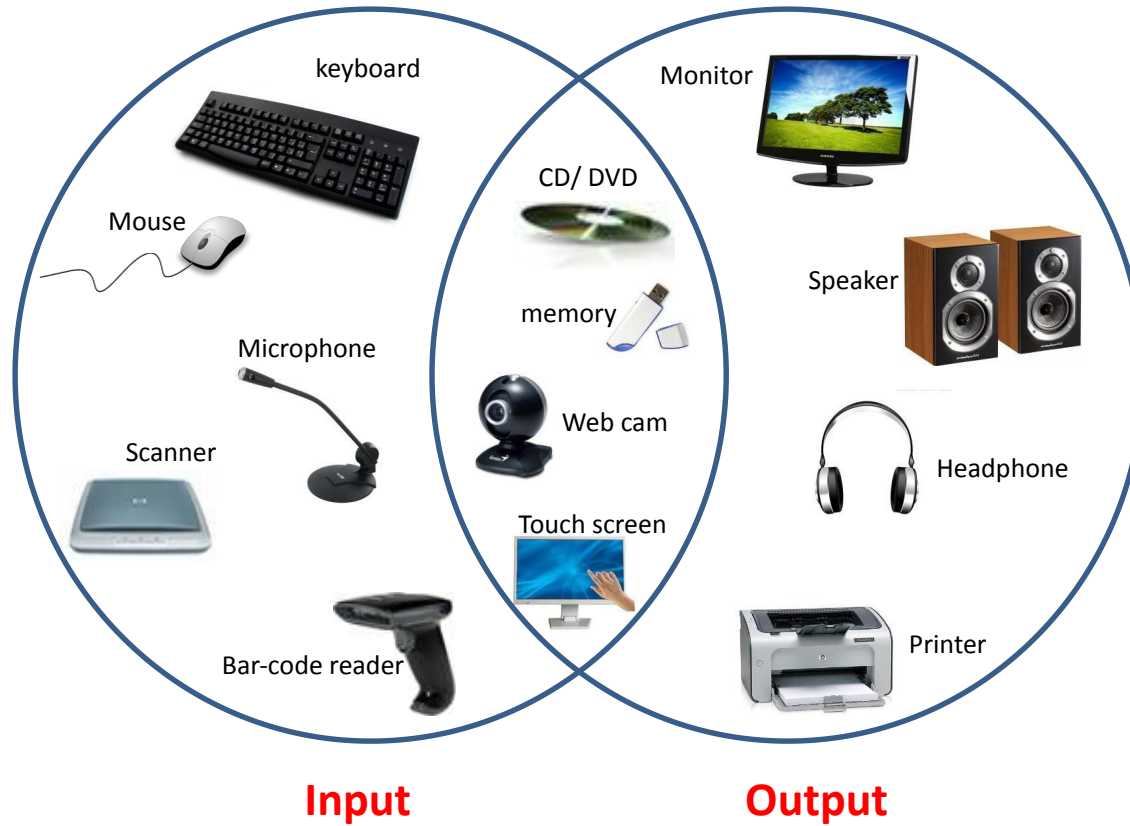 keyboard
Monitor
CD/ DVD
Mouse
Speaker
memory
Microphone
Web cam
Scanner
Headphone
Touch screen
Printer
Bar-code reader
Input
Output